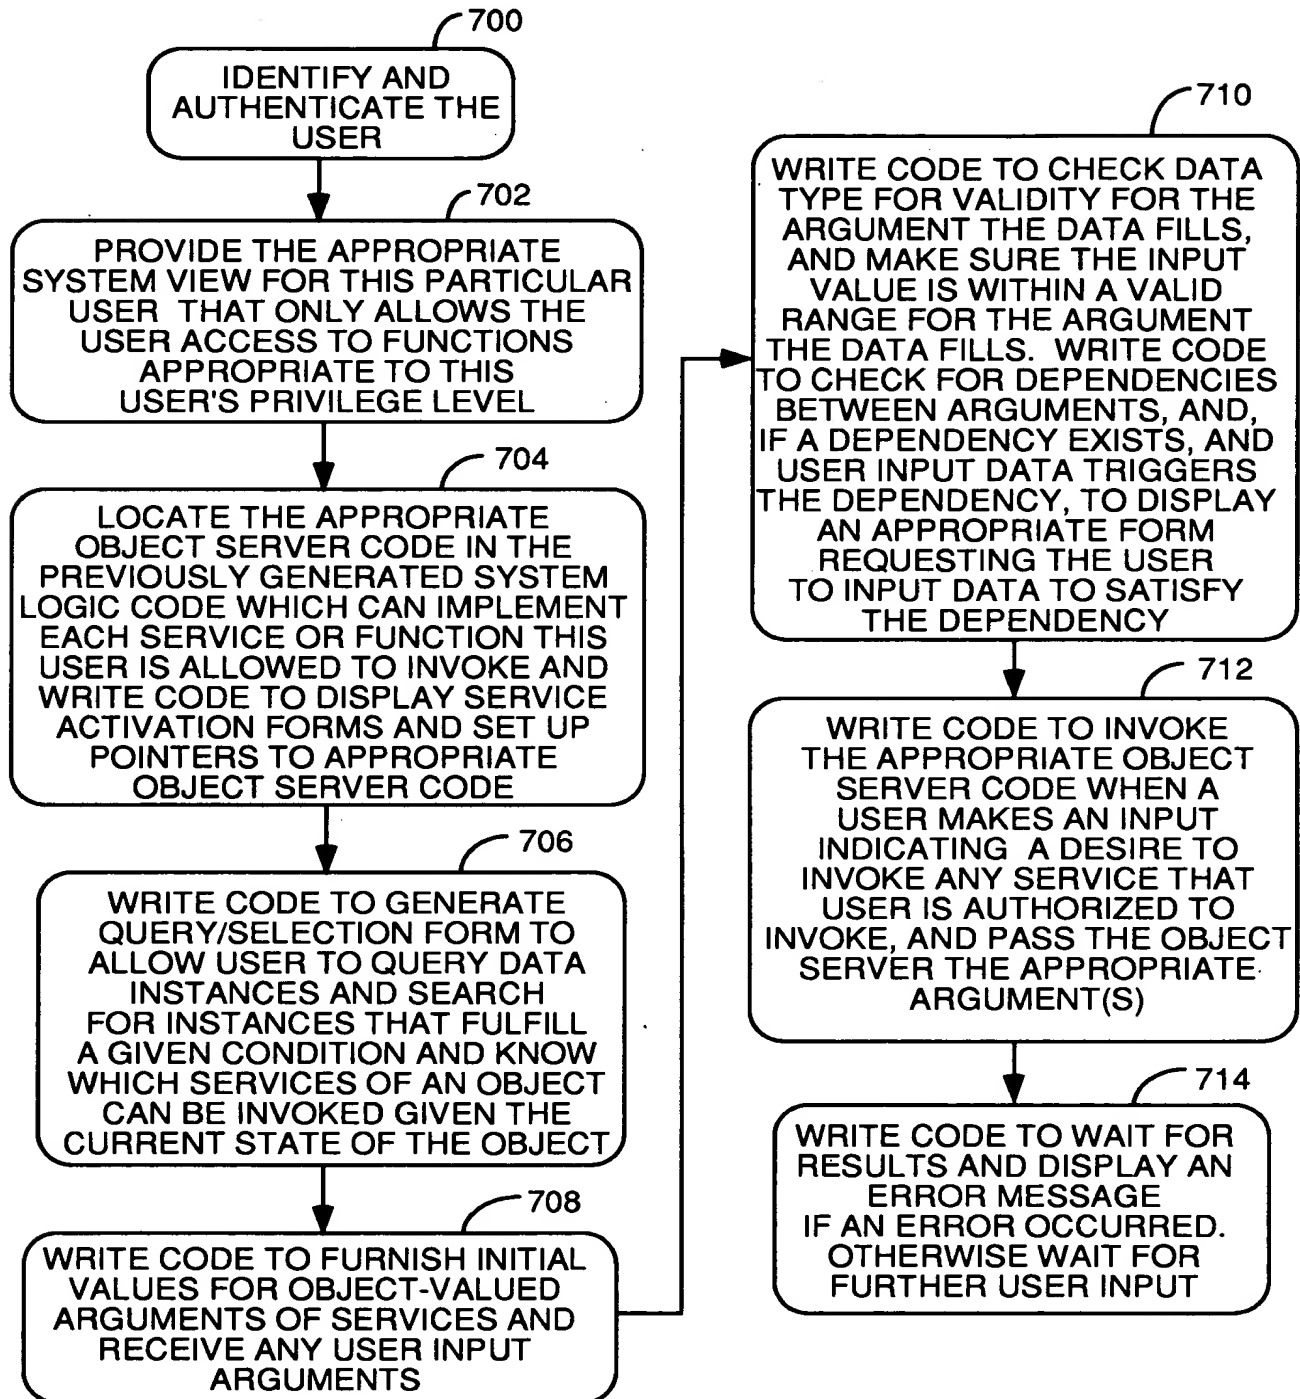 700
IDENTIFY AND
AUTHENTICATE THE
USER
702
PROVIDE THE APPROPRIATE
SYSTEM VIEW FOR THIS PARTICULAR
USER THAT ONLY ALLOWS THE
USER ACCESS TO FUNCTIONS
APPROPRIATE TO THIS
USER'S PRIVILEGE LEVEL
704
LOCATE THE APPROPRIATE
OBJECT SERVER CODE IN THE
PREVIOUSLY GENERATED SYSTEM
LOGIC CODE WHICH CAN IMPLEMENT
EACH SERVICE OR FUNCTION THIS
USER IS ALLOWED TO INVOKE AND
WRITE CODE TO DISPLAY SERVICE
ACTIVATION FORMS AND SET UP
POINTERS TO APPROPRIATE
OBJECT SERVER CODE
706
WRITE CODE TO GENERATE
QUERY/SELECTION FORM TO
ALLOW USER TO QUERY DATA
INSTANCES AND SEARCH
FOR INSTANCES THAT FULFILL
A GIVEN CONDITION AND KNOW
WHICH SERVICES OF AN OBJECT
CAN BE INVOKED GIVEN THE
CURRENT STATE OF THE OBJECT
708
WRITE CODE TO FURNISH INITIAL
VALUES FOR OBJECT-VALUED
ARGUMENTS OF SERVICES AND
RECEIVE ANY USER INPUT
ARGUMENTS
710
WRITE CODE TO CHECK DATA
TYPE FOR VALIDITY FOR THE
ARGUMENT THE DATA FILLS,
AND MAKE SURE THE INPUT
VALUE IS WITHIN A VALID
RANGE FOR THE ARGUMENT
THE DATA FILLS. WRITE CODE
TO CHECK FOR DEPENDENCIES
BETWEEN ARGUMENTS, AND,
IF A DEPENDENCY EXISTS, AND
USER INPUT DATA TRIGGERS
THE DEPENDENCY, TO DISPLAY
AN APPROPRIATE FORM
REQUESTING THE USER
TO INPUT DATA TO SATISFY
THE DEPENDENCY
712
WRITE CODE TO INVOKE
THE APPROPRIATE OBJECT
SERVER CODE WHEN A
USER MAKES AN INPUT
INDICATING A DESIRE TO
INVOKE ANY SERVICE THAT
USER IS AUTHORIZED TO
INVOKE, AND PASS THE OBJECT
SERVER THE APPROPRIATE
ARGUMENT(S)
714
WRITE CODE TO WAIT FOR
RESULTS AND DISPLAY AN
ERROR MESSAGE
IF AN ERROR OCCURRED.
OTHERWISE WAIT FOR
FURTHER USER INPUT